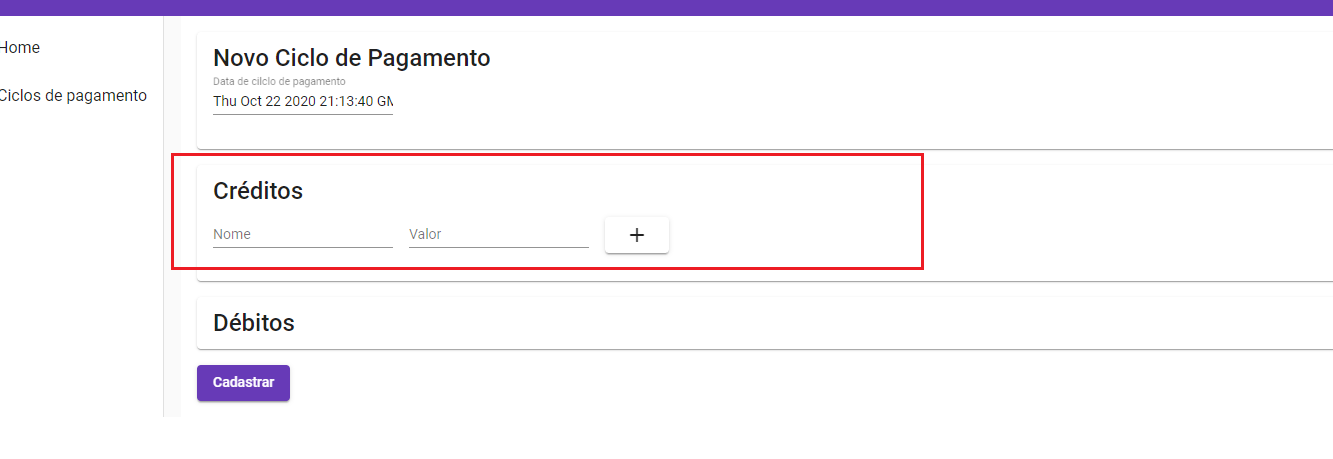 Home
Ciclos de pagamento
Novo Ciclo de Pagamento
Data de cilclo de pagamento
Thu Oct 22 2020 21:13:40 GM
Créditos
Nome Valor +
Débitos
Cadastrar